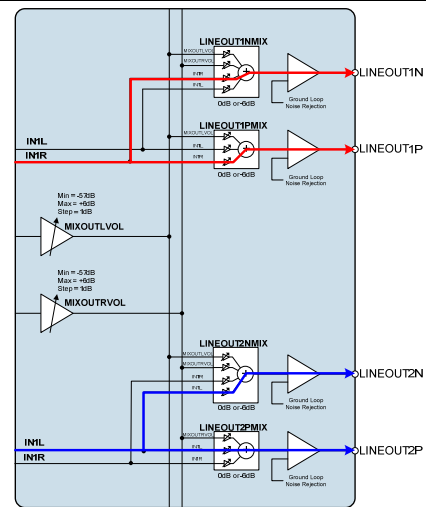 LINEOUT1NMIX
MIXOUTLVOL
MIXOUTRVOL
IN1R
IN1L
0dB or -6dB
LINEOUT1N
Ground Loop
Noise Rejection
LINEOUT1PMIX
MIXOUTLVOL
IN1L
IN1R
0dB or -6dB
LINEOUT1P
Ground Loop
Noise Rejection
IN1L
IN1R
Min = -57dB
Max = +6dB
Step = 1dB
MIXOUTLVOL
Min = -57dB
Max = +6dB
Step = 1dB
MIXOUTRVOL
LINEOUT2NMIX
MIXOUTLVOL
MIXOUTRVOL
IN1R
IN1L
0dB or -6dB
LINEOUT2N
Ground Loop
Noise Rejection
LINEOUT2PMIX
MIXOUTRVOL
IN1L
IN1R
0dB or -6dB
LINEOUT2P
Ground Loop
Noise Rejection
IN1L
IN1R